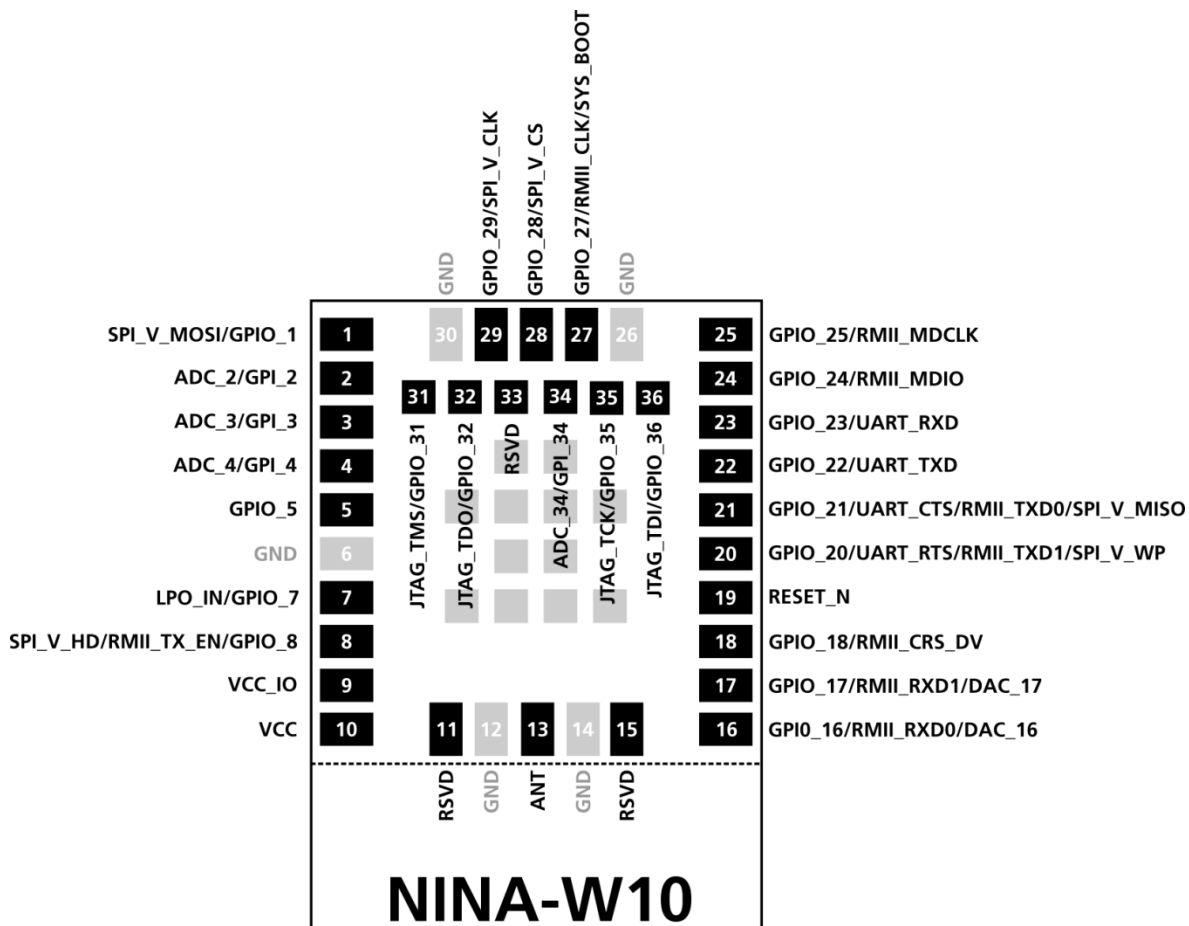 GND
GPIO_29/SPI_V_CLK
GPIO_28/SPI_V_CS
GPIO_27/RMII_CLK/SYS_BOOT
GND
30
29
28
27
26
SPI_V_MOSI/GPIO_1
1
25
GPIO_25/RMII_MDCLK
ADC_2/GPI_2
2
24
GPIO_24/RMII_MDIO
31
32
33
34
35
36
ADC_3/GPI_3
3
23
GPIO_23/UART_RXD
JTAG_TMS/GPIO_31
JTAG_TDO/GPIO_32
RSVD
ADC_34/GPI_34
JTAG_TCK/GPIO_35
JTAG_TDI/GPIO_36
ADC_4/GPI_4
4
22
GPIO_22/UART_TXD
GPIO_5
5
21
GPIO_21/UART_CTS/RMII_TXD0/SPI_V_MISO
GND
6
20
GPIO_20/UART_RTS/RMII_TXD1/SPI_V_WP
LPO_IN/GPIO_7
7
19
RESET_N
SPI_V_HD/RMII_TX_EN/GPIO_8
8
18
GPIO_18/RMII_CRS_DV
VCC_IO
9
17
GPIO_17/RMII_RXD1/DAC_17
VCC
10
11
12
13
14
15
16
GPI0_16/RMII_RXD0/DAC_16
RSVD
GND
ANT
GND
RSVD
NINA-W10